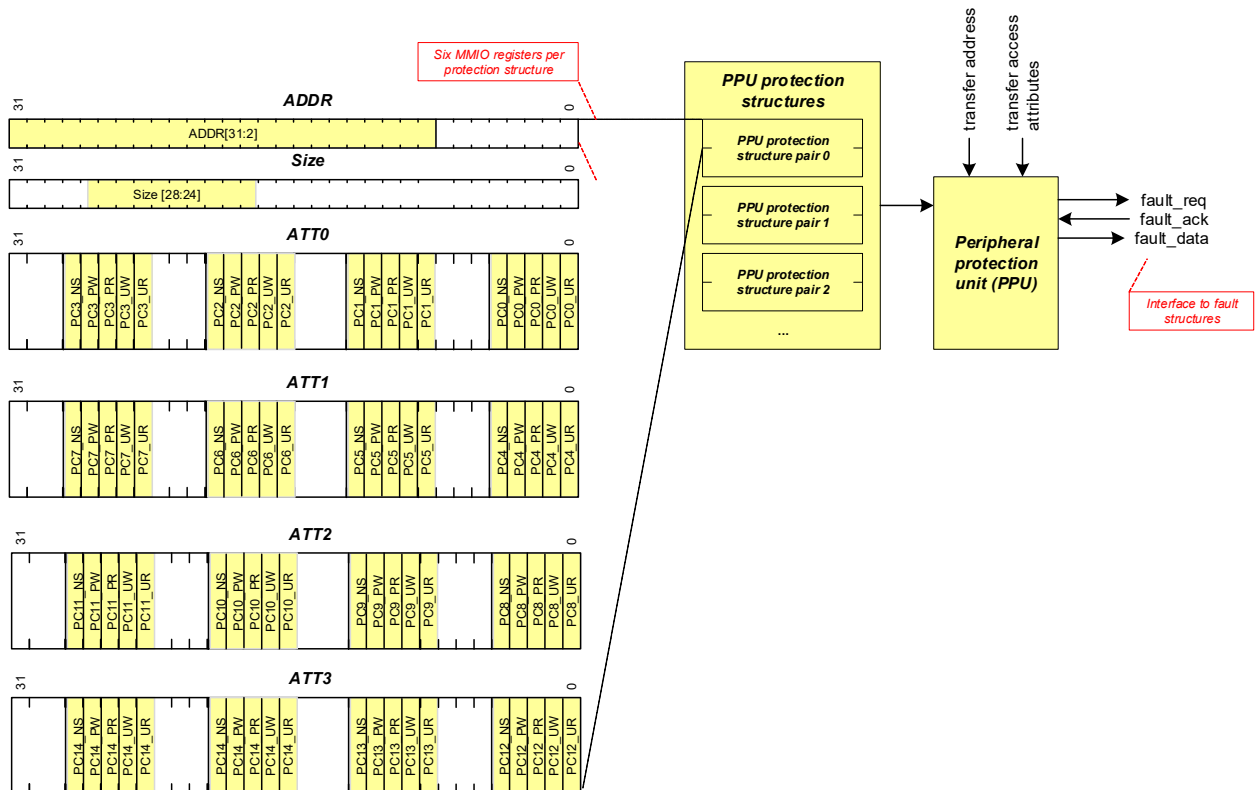 Six MMIO registers per
protection structure
31
ADDR
0
ADDR[31:2]
31
Size
0
Size [28:24]
31
ATT0
0
PC3_NS
PC3_PW
PC3_PR
PC3_UW
PC3_UR
PC2_NS
PC2_PW
PC2_PR
PC2_UW
PC2_UR
PC1_NS
PC1_PW
PC1_PR
PC1_UW
PC1_UR
PC0_NS
PC0_PW
PC0_PR
PC0_UW
PC0_UR
31
ATT1
0
PC7_NS
PC7_PW
PC7_PR
PC7_UW
PC7_UR
PC6_NS
PC6_PW
PC6_PR
PC6_UW
PC6_UR
PC5_NS
PC5_PW
PC5_PR
PC5_UW
PC5_UR
PC4_NS
PC4_PW
PC4_PR
PC4_UW
PC4_UR
31
ATT2
0
PC11_NS
PC11_PW
PC11_PR
PC11_UW
PC11_UR
PC10_NS
PC10_PW
PC10_PR
PC10_UW
PC10_UR
PC9_NS
PC9_PW
PC9_PR
PC9_UW
PC9_UR
PC8_NS
PC8_PW
PC8_PR
PC8_UW
PC8_UR
31
ATT3
0
PC14_NS
PC14_PW
PC14_PR
PC14_UW
PC14_UR
PC14_NS
PC14_PW
PC14_PR
PC14_UW
PC14_UR
PC13_NS
PC13_PW
PC13_PR
PC13_UW
PC13_UR
PC12_NS
PC12_PW
PC12_PR
PC12_UW
PC12_UR
PPU protection
structures
PPU protection
structure pair 0
PPU protection
structure pair 1
PPU protection
structure pair 2
...
transfer address
transfer access
attributes
Peripheral
protection
unit (PPU)
fault_req
fault_ack
fault_data
Interface to fault
structures